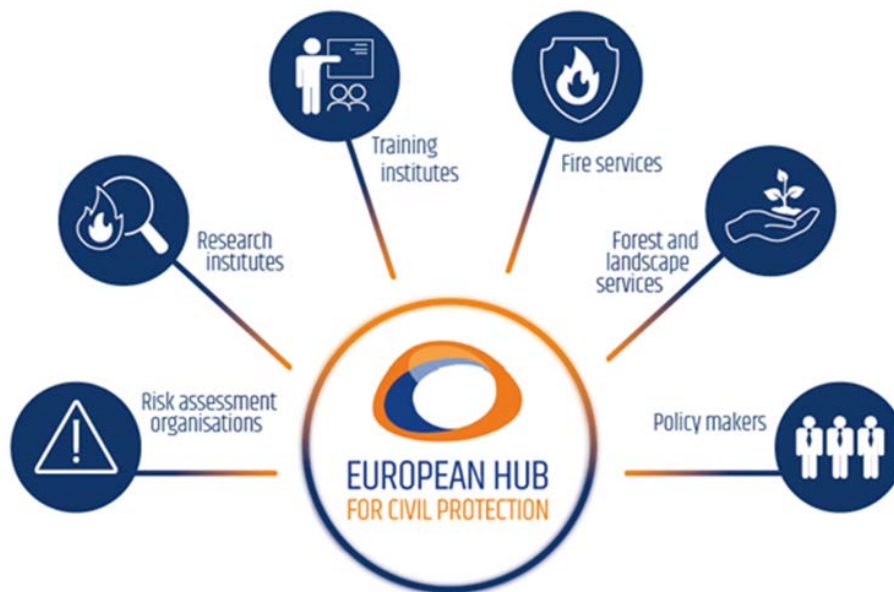 Training
institutes
Fire services
Research
institutes
Forest and
landscape
services
Risk assessment
organisations
Policy makers
EUROPEAN HUB
FOR CIVIL PROTECTION